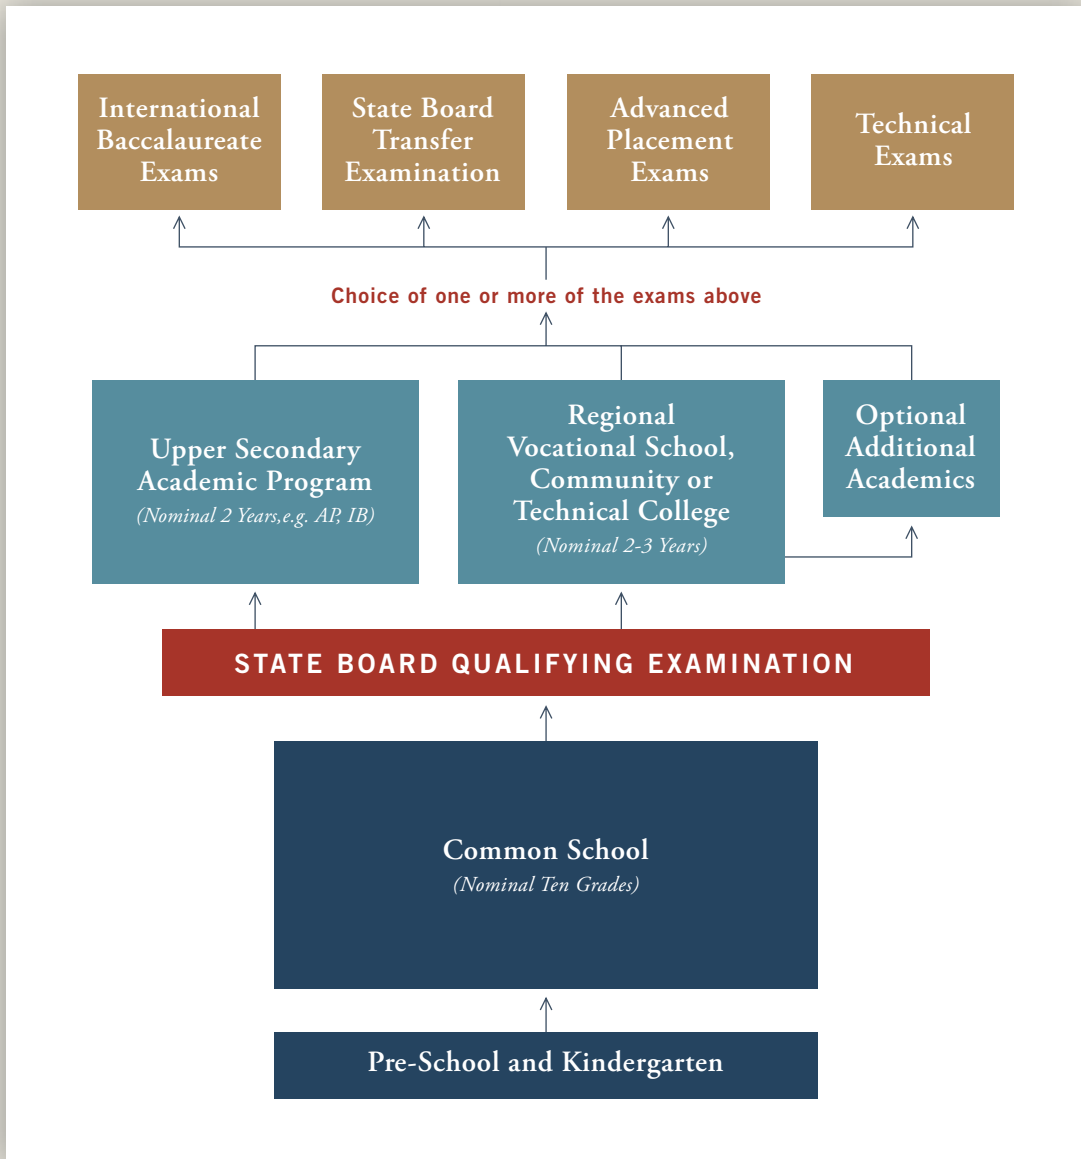 International
Baccalaureate
Exams
State Board
Transfer
Examination
Advanced
Placement
Exams
Technical
Exams
Choice of one or more of the exams above
Upper Secondary
Academic Program
(Nominal 2 Years,e.g. AP, IB)
Regional
Vocational School,
Community or
Technical College
(Nominal 2-3 Years)
Optional
Additional
Academics
STATE BOARD QUALIFYING EXAMINATION
Common School
(Nominal Ten Grades)
Pre-School and Kindergarten